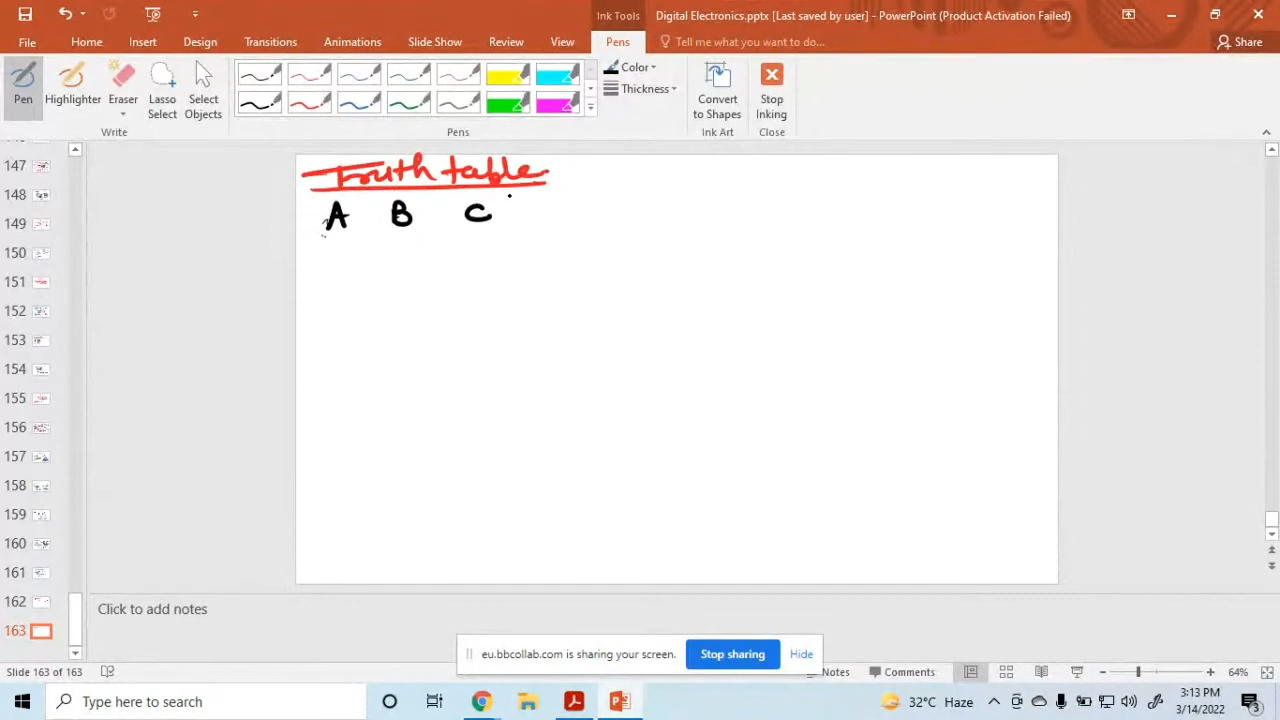 Ink Tools
Digital Electronics.pptx [Last saved by user] - PowerPoint (Product Activation Failed)
File Home Insert Design Transitions Animations Slide Show Review View Pens Tell me what you want to do... Share
Pen Highlighter Eraser Lasso Select Select Objects Color Thickness Convert to Shapes Stop Inking
Write Pens Ink Art Close
Truth table
A B C
147
148
149
150
151
152
153
154
155
156
157
158
159
160
161
162
163
Click to add notes
eu.bbcollab.com is sharing your screen. Stop sharing Hide
Slide 163 of 163 Notes Comments 64%
Type here to search 32°C Haze 3:13 PM
3/14/2022 3